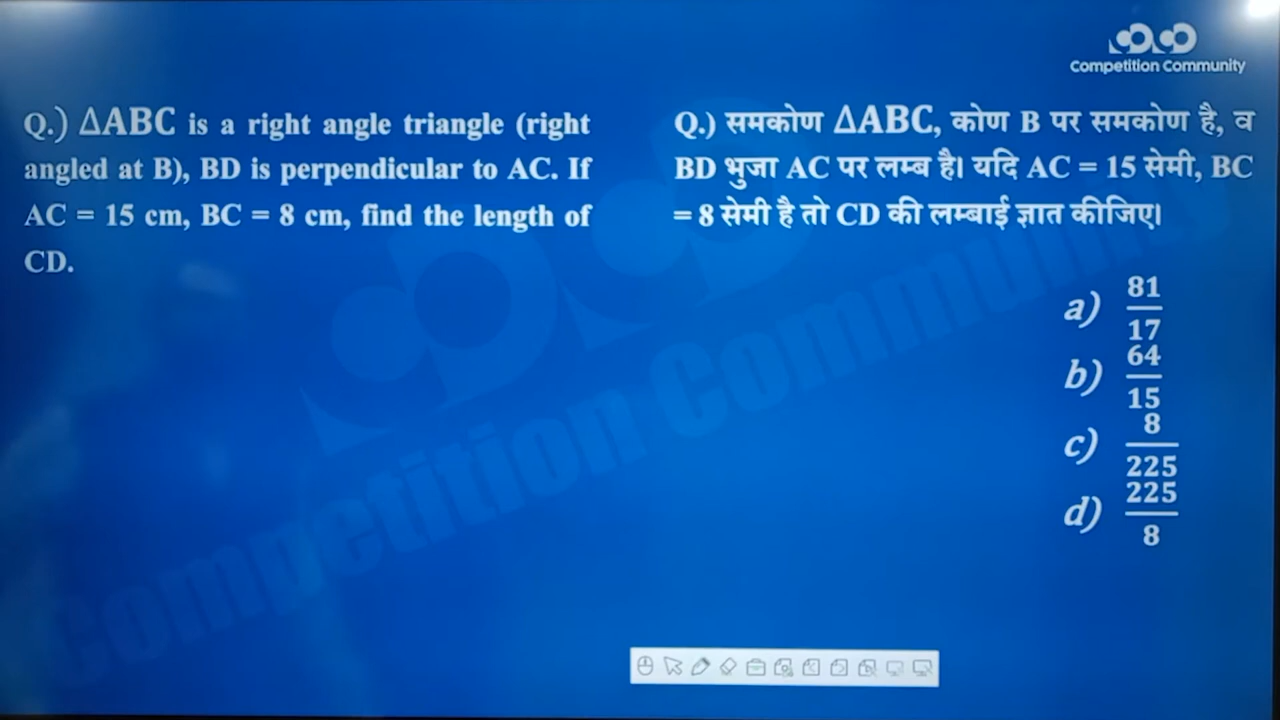 Competition Community
Q.) ΔABC is a right angle triangle (right
angled at B), BD is perpendicular to AC. If
AC = 15 cm, BC = 8 cm, find the length of
CD.
Q.) समकोण ΔABC, कोण B पर समकोण है, व
BD भुजा AC पर लम्ब है। यदि AC = 15 सेमी, BC
= 8 सेमी है तो CD की लम्बाई ज्ञात कीजिए।
a) 81/17
b) 64/15
c) 8/225
d) 225/8
Competition Community